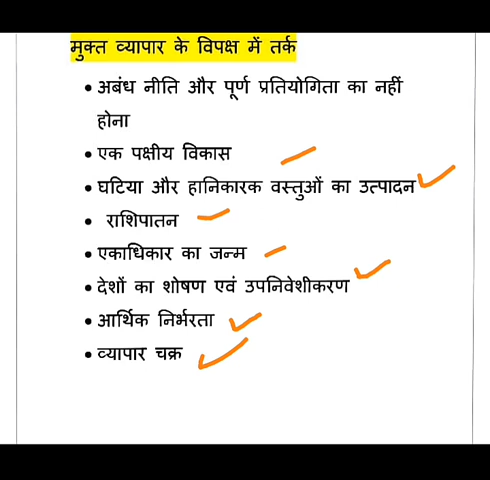 मुक्त व्यापार के विपक्ष में तर्क
• अबंध नीति और पूर्ण प्रतियोगिता का नहीं
होना
• एक पक्षीय विकास
• घटिया और हानिकारक वस्तुओं का उत्पादन
• राशिपातन
• एकाधिकार का जन्म
• देशों का शोषण एवं उपनिवेशीकरण
• आर्थिक निर्भरता
• व्यापार चक्र